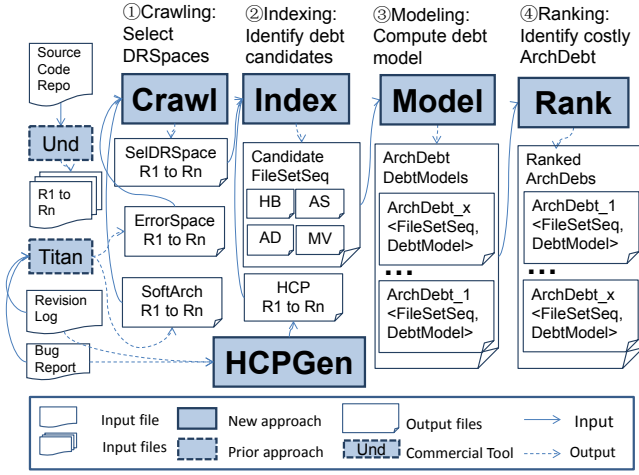 ①Crawling:
Select
DRSpaces
②Indexing:
Identify debt
candidates
③Modeling:
Compute debt
model
④Ranking:
Identify costly
ArchDebt
Source
Code
Repo
Crawl
Index
Model
Rank
Und
R1 to
Rn
SelDRSpace
R1 to Rn
ErrorSpace
R1 to Rn
SoftArch
R1 to Rn
Candidate
FileSetSeq
HB
AS
AD
MV
HCP
R1 to Rn
ArchDebt
DebtModels
ArchDebt_x
<FileSetSeq,
DebtModel>
...
ArchDebt_1
<FileSetSeq,
DebtModel>
Ranked
ArchDebs
ArchDebt_1
<FileSetSeq,
DebtModel>
...
ArchDebt_x
<FileSetSeq,
DebtModel>
Titan
Revision
Log
Bug
Report
HCPGen
Input file
New approach
Output files
Input
Input files
Prior approach
Und
Commercial Tool
Output